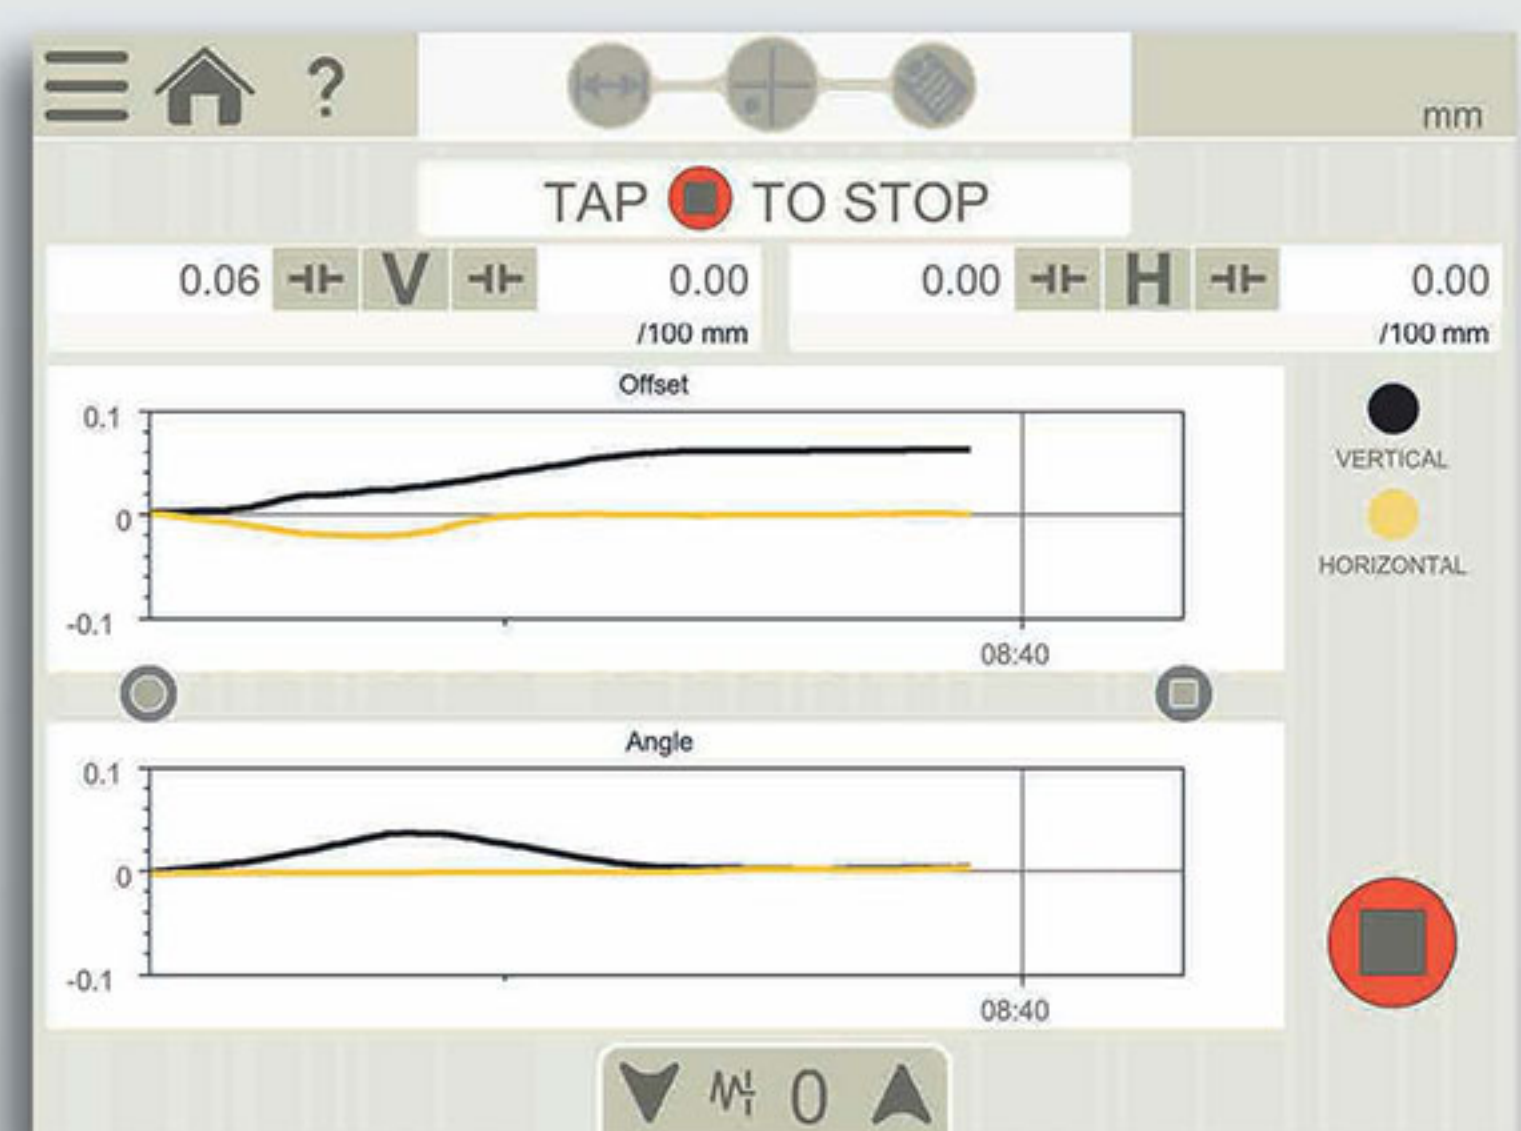 ?
mm
TAP TO STOP
0.06 V 0.00
/100 mm
0.00 H 0.00
/100 mm
Offset
0.1
0
-0.1
08:40
VERTICAL
HORIZONTAL
Angle
0.1
0
-0.1
08:40
0